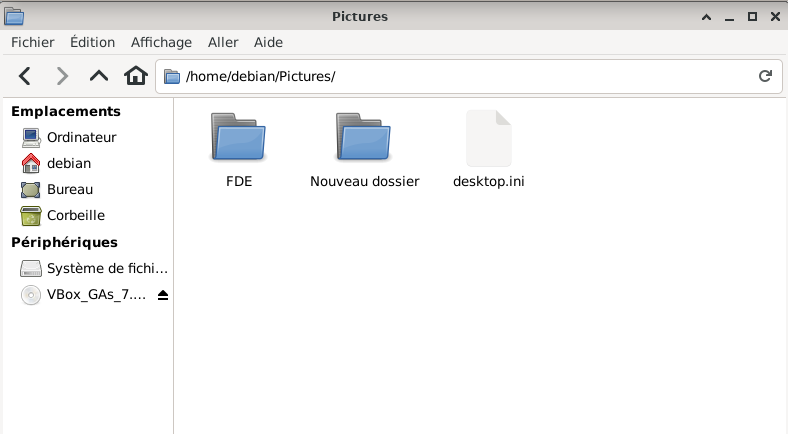 Pictures
Fichier Édition Affichage Aller Aide
/home/debian/Pictures/
Emplacements
Ordinateur
debian
Bureau
Corbeille
Périphériques
Système de fichi...
VBox_GAs_7....
FDE
Nouveau dossier
desktop.ini